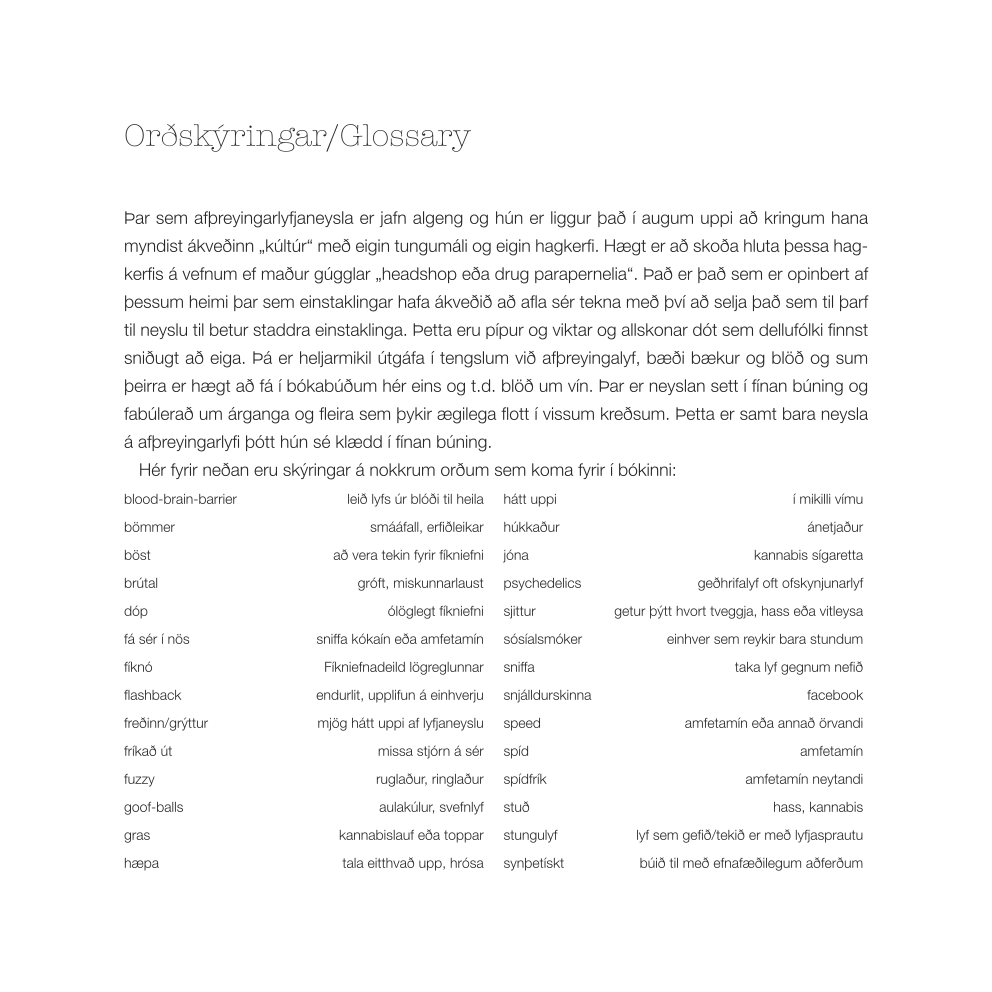 Orðskýringar/Glossary
Þar sem afþreyingarlyfjaneysla er jafn algeng og hún er liggur það í augum uppi að kringum hana
myndist ákveðinn „kúltúr“ með eigin tungumáli og eigin hagkerfi. Hægt er að skoða hluta þessa hag-
kerfis á vefnum ef maður gúgglar „headshop eða drug parapernelia“. Það er það sem er opinbert af
þessum heimi þar sem einstaklingar hafa ákveðið að afla sér tekna með því að selja það sem til þarf
til neyslu til betur staddra einstaklinga. Þetta eru pípur og viktar og allskonar dót sem dellufólki finnst
sniðugt að eiga. Þá er heljarmikil útgáfa í tengslum við afþreyingalyf, bæði bækur og blöð og sum
þeirra er hægt að fá í bókabúðum hér eins og t.d. blöð um vín. Þar er neyslan sett í fínan búning og
fabúlerað um árganga og fleira sem þykir ægilega flott í vissum kreðsum. Þetta er samt bara neysla
á afþreyingarlyfi þótt hún sé klædd í fínan búning.
Hér fyrir neðan eru skýringar á nokkrum orðum sem koma fyrir í bókinni:
blood-brain-barrier leið lyfs úr blóði til heila
bömmer smááfall, erfiðleikar
böst að vera tekin fyrir fíkniefni
brútal gróft, miskunnarlaust
dóp ólöglegt fíkniefni
fá sér í nös sniffa kókaín eða amfetamín
fíknó Fíkniefnadeild lögreglunnar
flashback endurlit, upplifun á einhverju
freðinn/grýttur mjög hátt uppi af lyfjaneyslu
fríkað út missa stjórn á sér
fuzzy ruglaður, ringlaður
goof-balls aulakúlur, svefnlyf
gras kannabislauf eða toppar
hæpa tala eitthvað upp, hrósa
hátt uppi í mikilli vímu
húkkaður ánetjaður
jóna kannabis sígaretta
psychedelics geðhrifalyf oft ofskynjunarlyf
sjittur getur þýtt hvort tveggja, hass eða vitleysa
sósíalsmóker einhver sem reykir bara stundum
sniffa taka lyf gegnum nefið
snjálldurskinna facebook
speed amfetamín eða annað örvandi
spíd amfetamín
spídfrík amfetamín neytandi
stuð hass, kannabis
stungulyf lyf sem gefið/tekið er með lyfjasprautu
synþetískt búið til með efnafæðilegum aðferðum